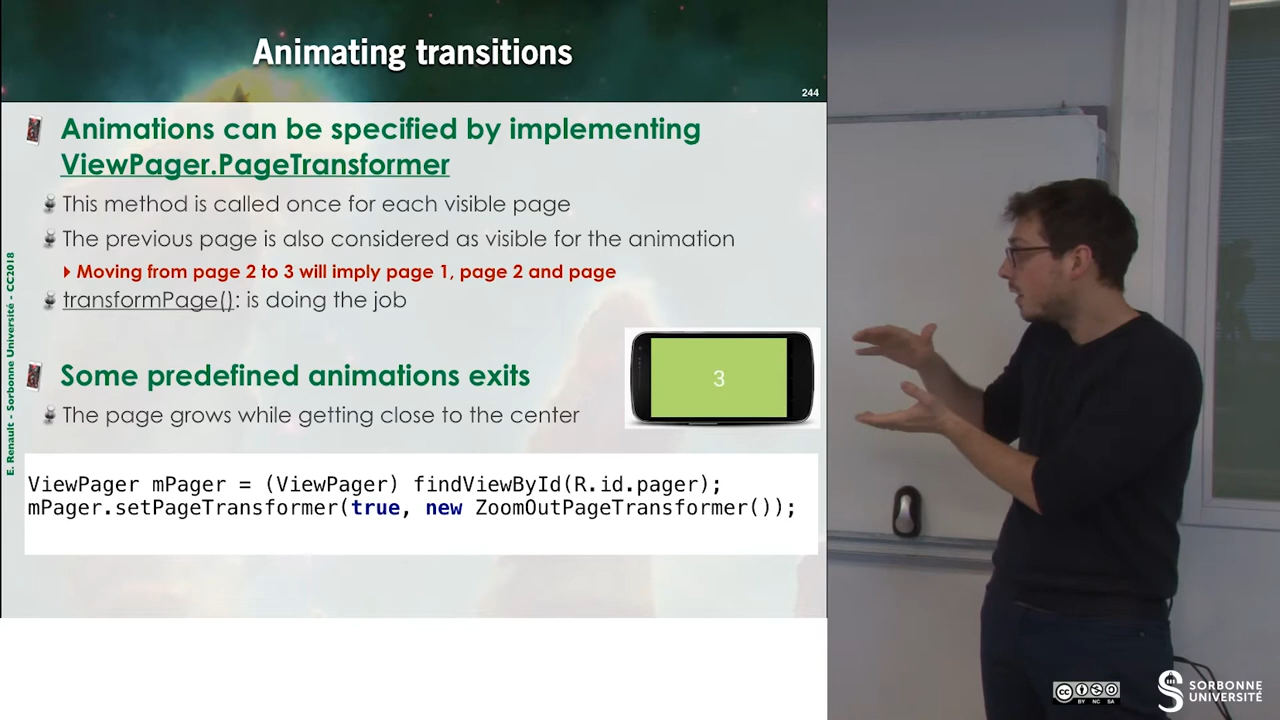 Animating transitions
244
Animations can be specified by implementing
ViewPager.PageTransformer
This method is called once for each visible page
The previous page is also considered as visible for the animation
Moving from page 2 to 3 will imply page 1, page 2 and page
transformPage(): is doing the job
Some predefined animations exits
The page grows while getting close to the center
3
ViewPager mPager = (ViewPager) findViewById(R.id.pager);
mPager.setPageTransformer(true, new ZoomOutPageTransformer());
E. Renault - Sorbonne Université - CC2018
cc
BY NC SA
SORBONNE
UNIVERSITÉ